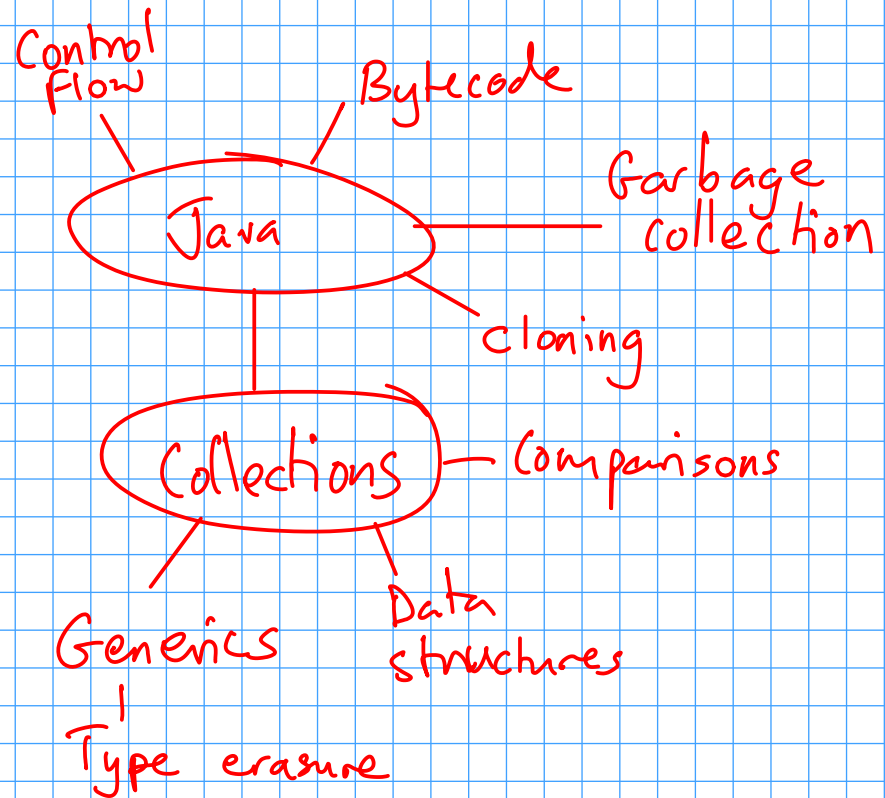 Control
Flow
Bytecode
Garbage
Collection
Java
Cloning
Collections
Comparisons
Data
structures
Generics
Type erasure